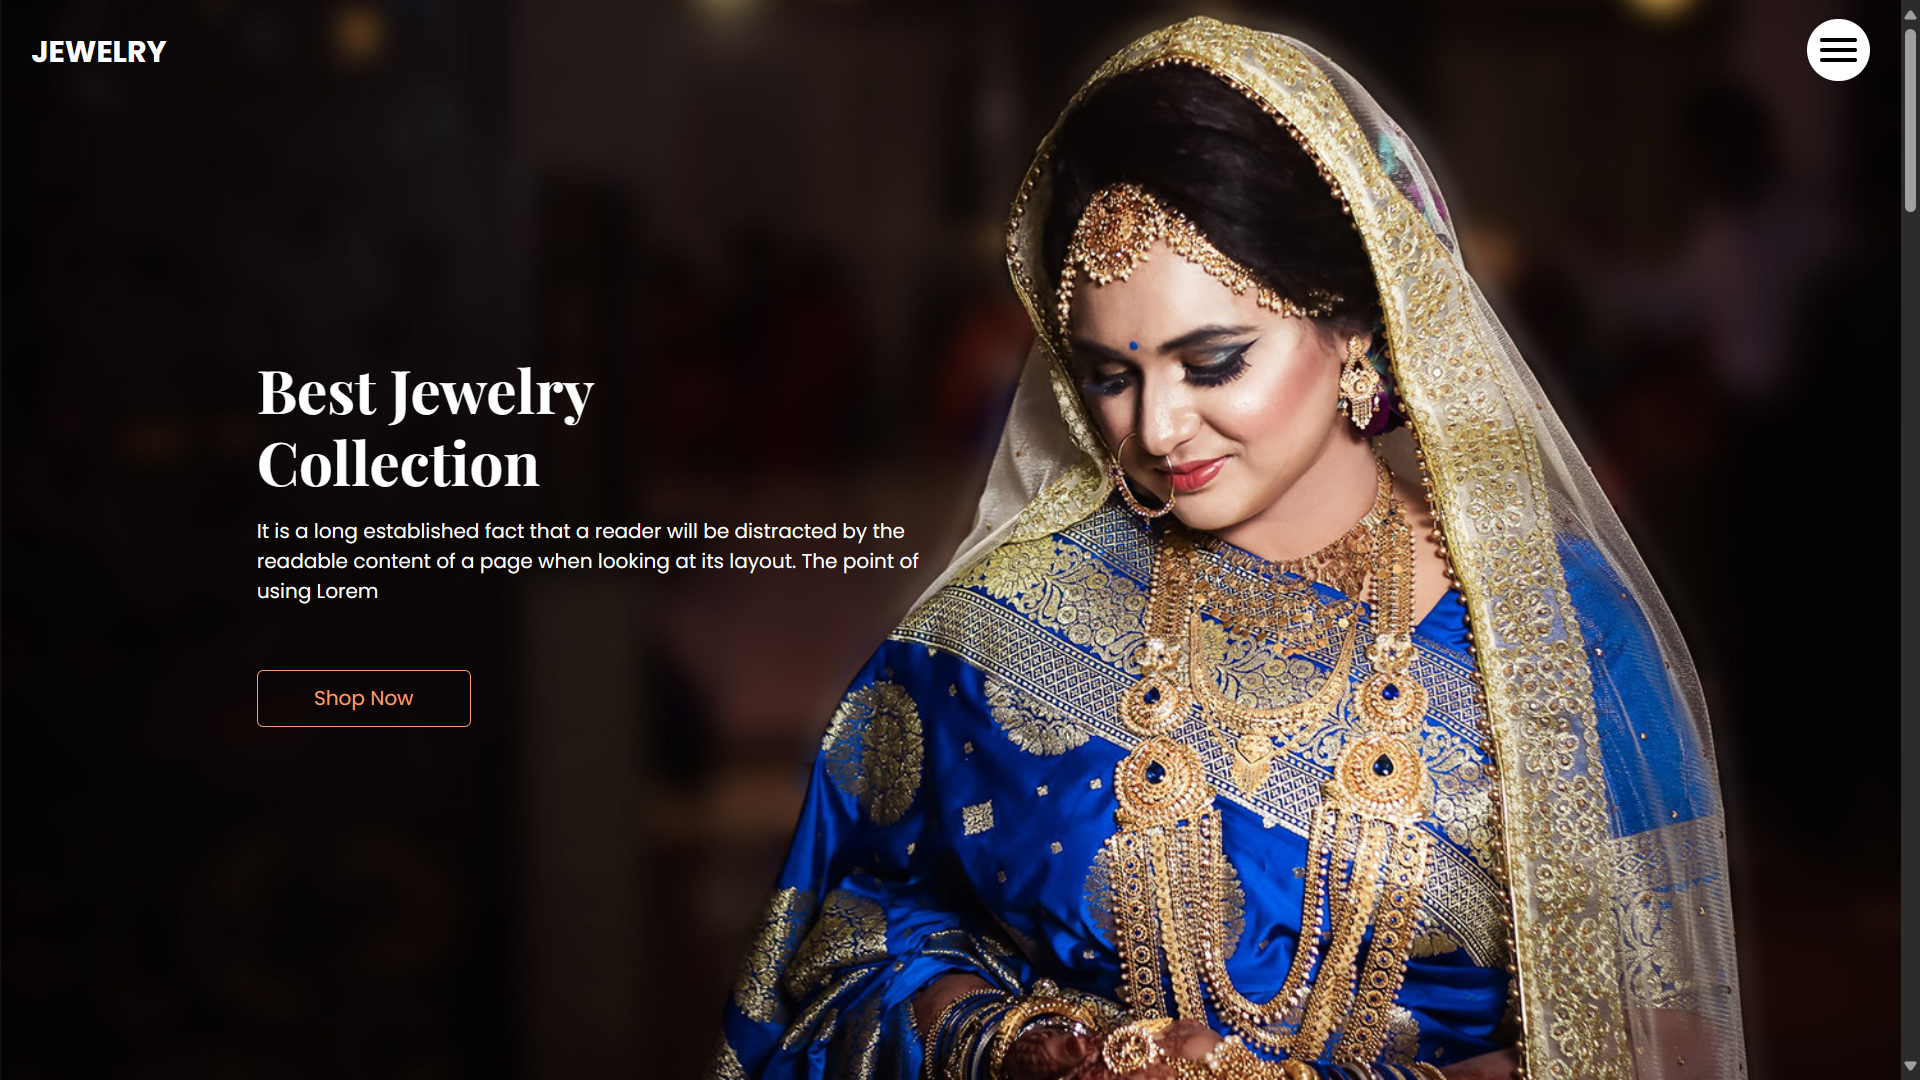 JEWELRY
Best Jewelry
Collection
It is a long established fact that a reader will be distracted by the
readable content of a page when looking at its layout. The point of
using Lorem
Shop Now